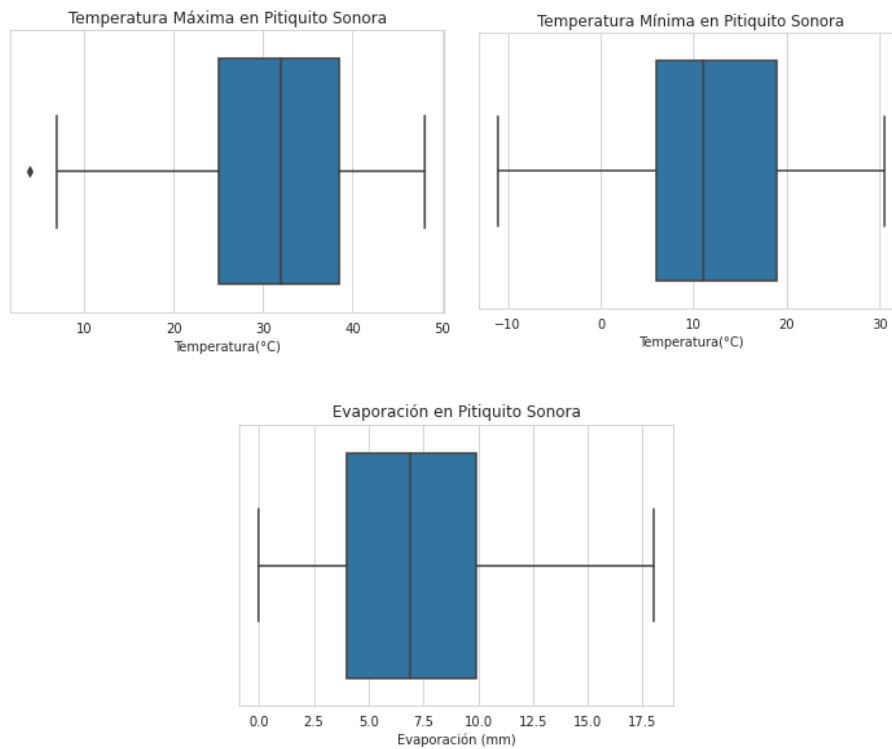 Temperatura Máxima en Pitiquito Sonora
10 20 30 40 50
Temperatura(°C)
Temperatura Mínima en Pitiquito Sonora
−10 0 10 20 30
Temperatura(°C)
Evaporación en Pitiquito Sonora
0.0 2.5 5.0 7.5 10.0 12.5 15.0 17.5
Evaporación (mm)